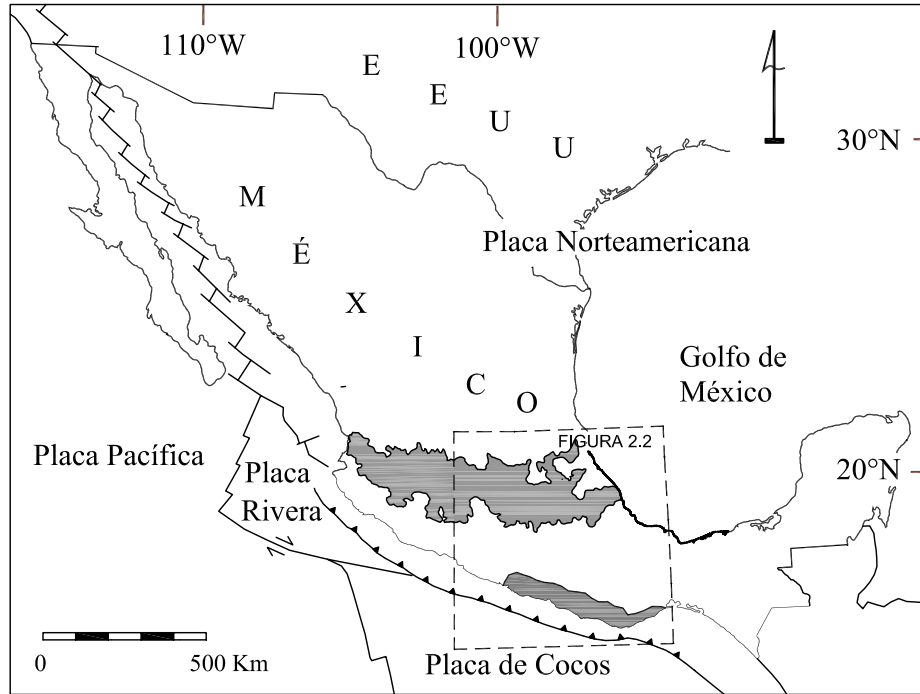 110°W
100°W
E E U U
30°N
M É X I C O
Placa Norteamericana
Golfo de
México
FIGURA 2.2
Placa Pacífica
Placa
Rivera
20°N
0 500 Km
Placa de Cocos